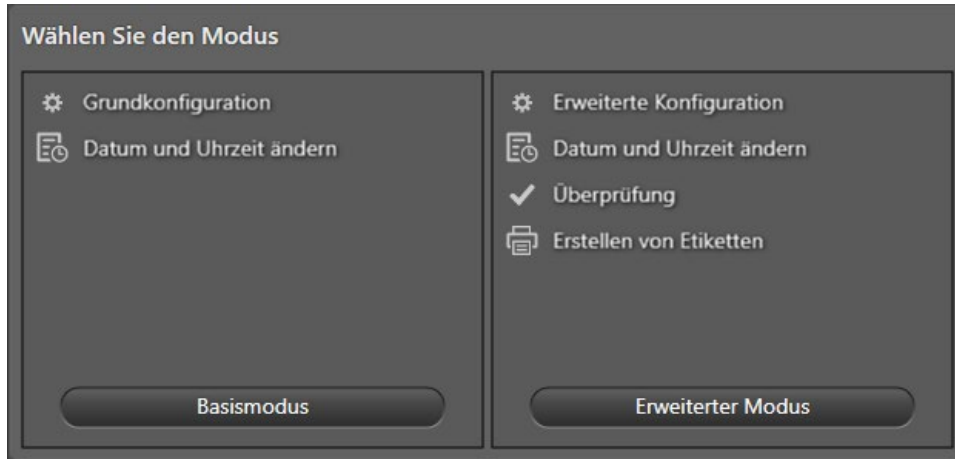 Wählen Sie den Modus
Grundkonfiguration
Datum und Uhrzeit ändern
Basismodus
Erweiterte Konfiguration
Datum und Uhrzeit ändern
Überprüfung
Erstellen von Etiketten
Erweiterter Modus